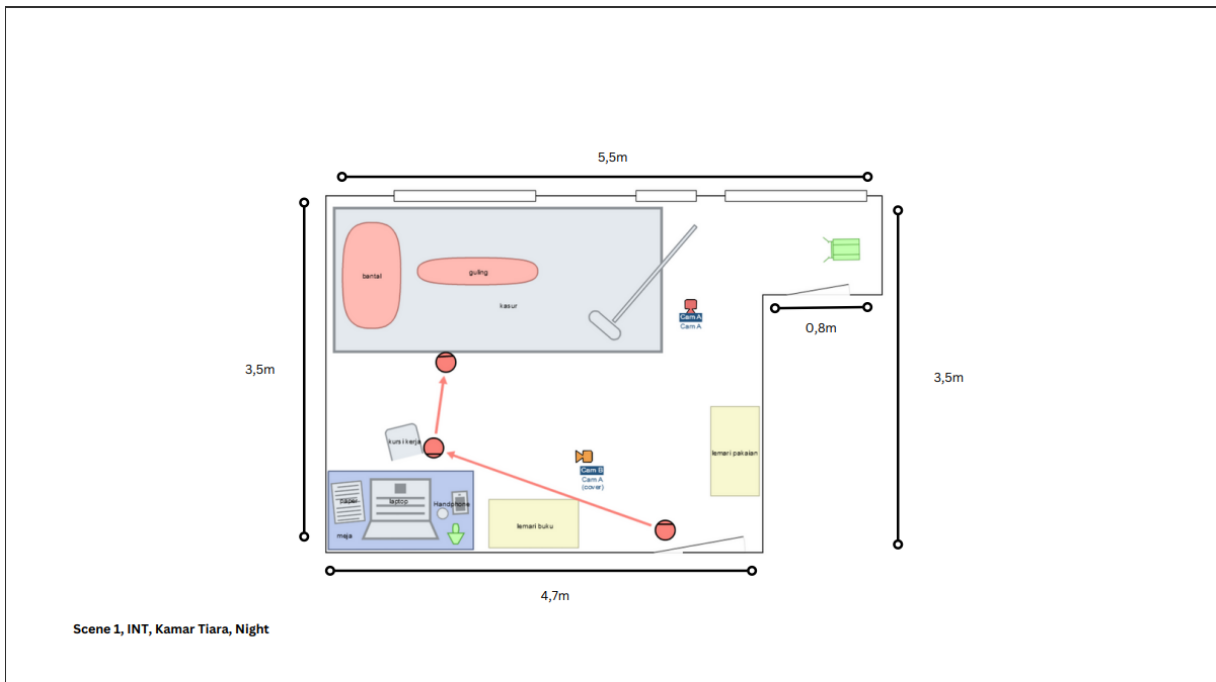 5,5m
bantal
guling
kasur
Cam A
Cam A
0,8m
3,5m
3,5m
kursi kerja
lemari pakaian
Cam B
Cam A
(cover)
paper
laptop
Handphone
lemari buku
meja
4,7m
Scene 1, INT, Kamar Tiara, Night